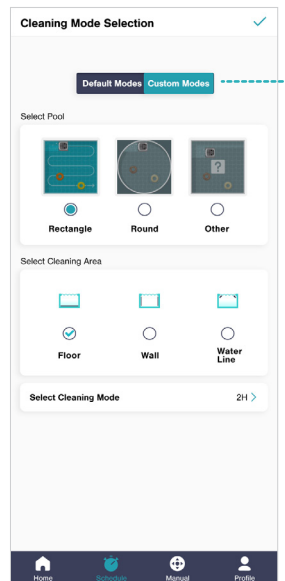 Cleaning Mode Selection
Default Modes Custom Modes
Select Pool
?
Rectangle Round Other
Select Cleaning Area
Floor Wall Water
Line
Select Cleaning Mode 2H >
Home Schedule Manual Profile